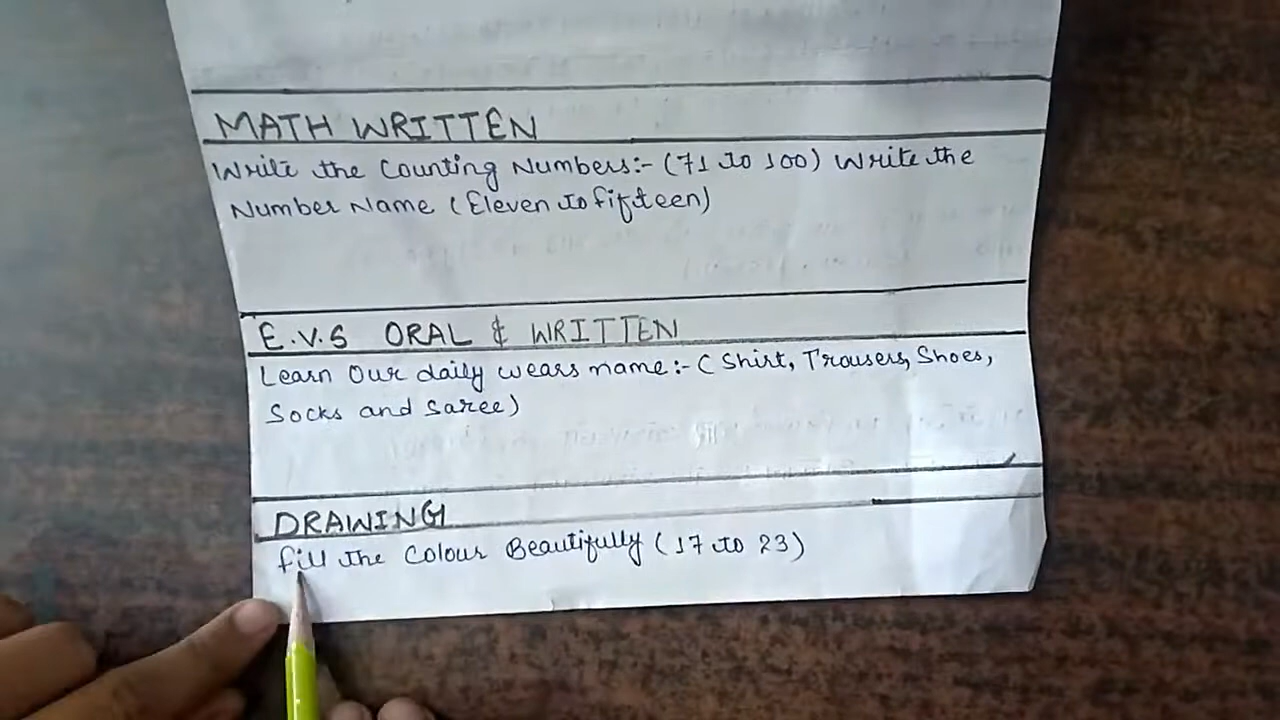 MATH WRITTEN
Write the Counting Numbers:- (71 to 100) Write the
Number Name (Eleven to fifteen)
E.V.S ORAL & WRITTEN
Learn Our daily wears name:- (Shirt, Trousers, Shoes,
Socks and Saree)
DRAWING
fill the Colour Beautifully (17 to 23)